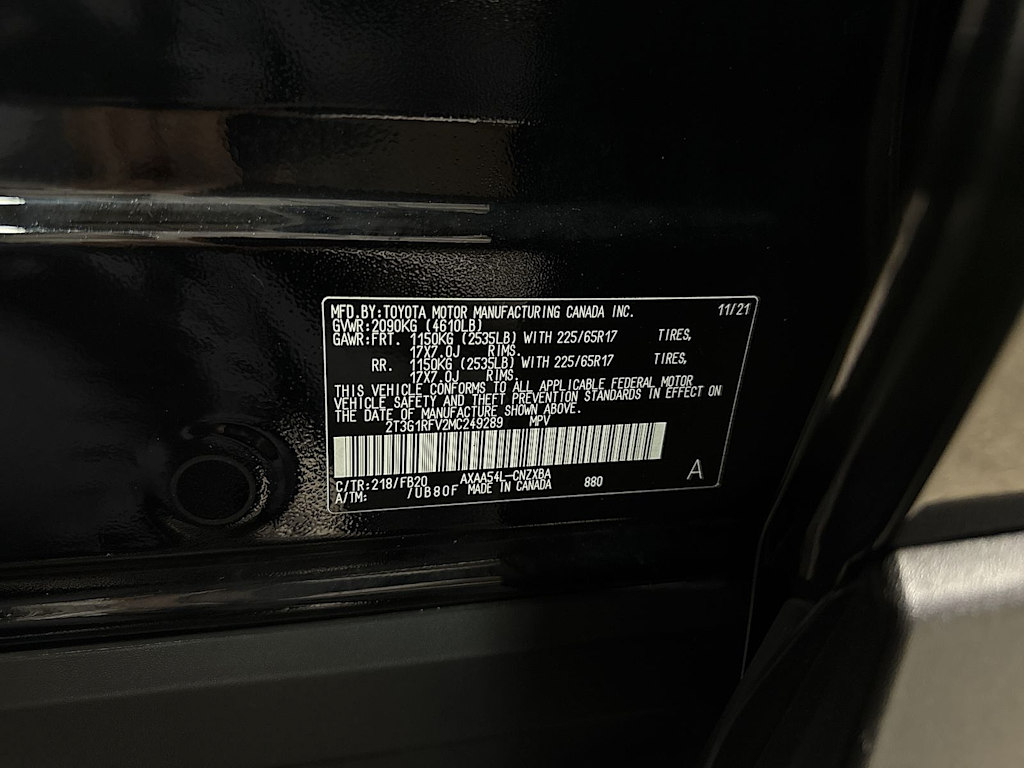 MFD.BY:TOYOTA MOTOR MANUFACTURING CANADA INC. 11/21
GVWR:2090KG (4610LB)
GAWR:FRT. 1150KG (2535LB) WITH 225/65R17 TIRES,
17X7.0J RIMS.
RR. 1150KG (2535LB) WITH 225/65R17 TIRES,
17X7.0J RIMS.
THIS VEHICLE CONFORMS TO ALL APPLICABLE FEDERAL MOTOR
VEHICLE SAFETY AND THEFT PREVENTION STANDARDS IN EFFECT ON
THE DATE OF MANUFACTURE SHOWN ABOVE.
2T3G1RFV2MC249289 MPV
C/TR:218/FB20 AXAA54L-CNZXBA 880 A
A/TM: /UB80F MADE IN CANADA